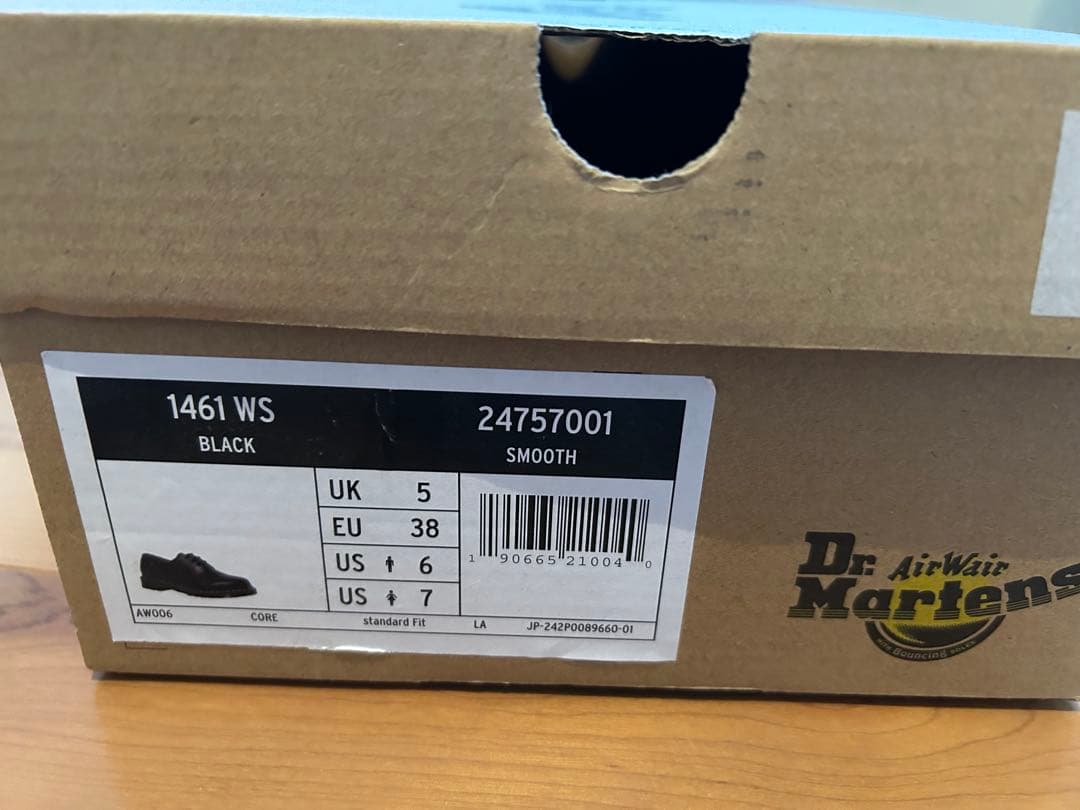 1461 WS
BLACK
24757001
SMOOTH
UK 5
EU 38
US 6
US 7
1 90665 21004 0
AW006 CORE standard Fit LA JP-242P0089660-01
Dr. AirWair
Martens
With Bouncing Soles